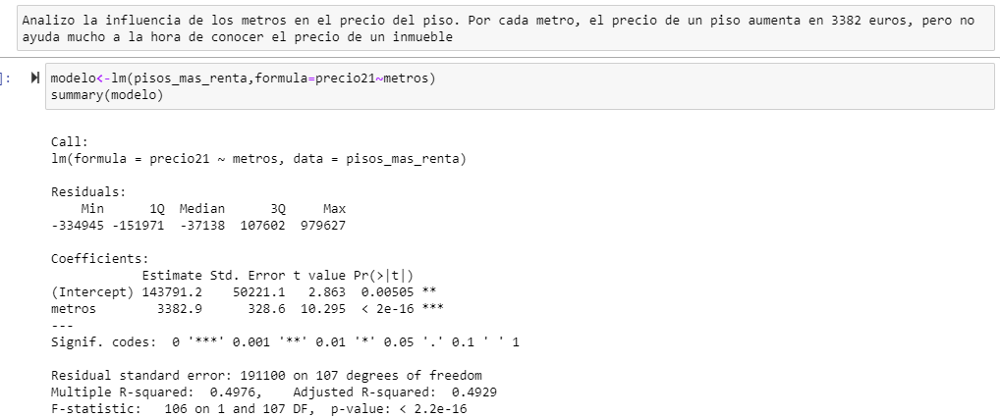 Analizo la influencia de los metros en el precio del piso. Por cada metro, el precio de un piso aumenta en 3382 euros, pero no
ayuda mucho a la hora de conocer el precio de un inmueble
]:
modelo<-lm(pisos_mas_renta,formula=precio21~metros)
summary(modelo)
Call:
lm(formula = precio21 ~ metros, data = pisos_mas_renta)
Residuals:
    Min      1Q  Median      3Q     Max
-334945 -151971  -37138  107602  979627
Coefficients:
            Estimate Std. Error t value Pr(>|t|)
(Intercept) 143791.2    50221.1   2.863  0.00505 **
metros        3382.9      328.6  10.295  < 2e-16 ***
---
Signif. codes:  0 '***' 0.001 '**' 0.01 '*' 0.05 '.' 0.1 ' ' 1
Residual standard error: 191100 on 107 degrees of freedom
Multiple R-squared:  0.4976,    Adjusted R-squared:  0.4929
F-statistic:   106 on 1 and 107 DF,  p-value: < 2.2e-16